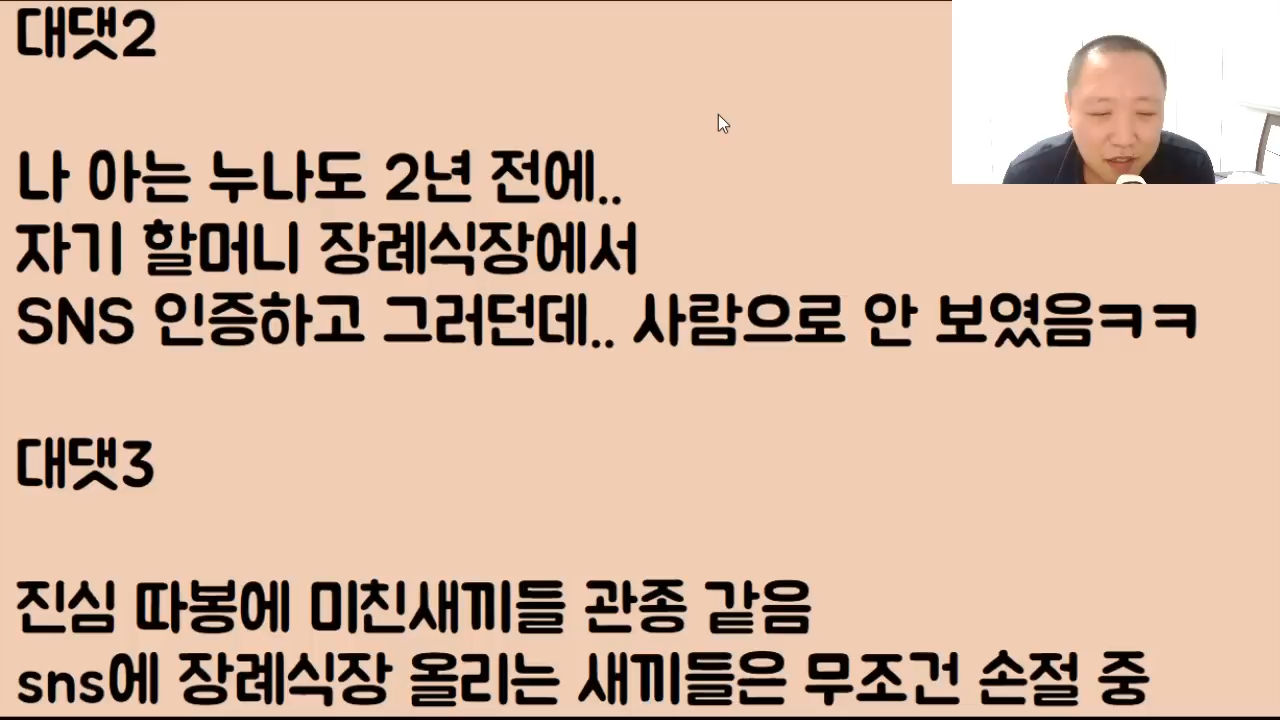 대댓2
나 아는 누나도 2년 전에..
자기 할머니 장례식장에서
SNS 인증하고 그러던데.. 사람으로 안 보였음ㅋㅋ
대댓3
진심 따봉에 미친새끼들 관종 같음
sns에 장례식장 올리는 새끼들은 무조건 손절 중